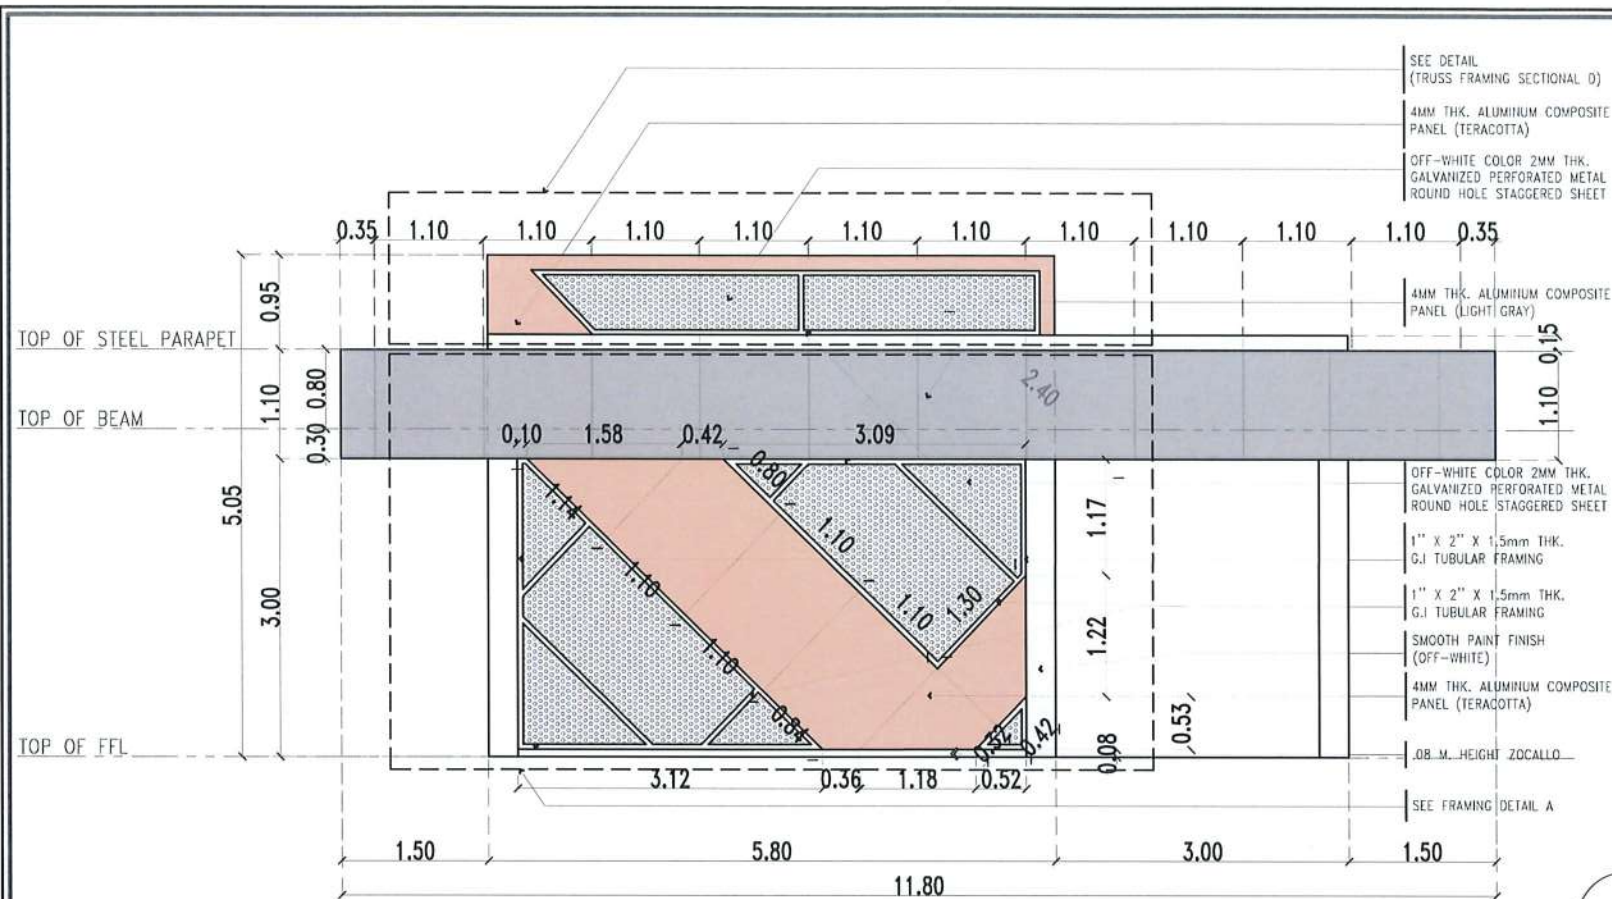 SEE DETAIL
(TRUSS FRAMING SECTIONAL D)
4MM THK. ALUMINUM COMPOSITE
PANEL (TERACOTTA)
OFF-WHITE COLOR 2MM THK.
GALVANIZED PERFORATED METAL
ROUND HOLE STAGGERED SHEET
0.35 1.10 1.10 1.10 1.10 1.10 1.10 1.10 1.10 1.10 1.10 0.35
0.95
4MM THK. ALUMINUM COMPOSITE
PANEL (LIGHT GRAY)
TOP OF STEEL PARAPET
0.15
1.10
0.80
2.40
1.10
TOP OF BEAM
0.30
0.10 1.58 0.42 3.09
5.05
0.80
1.14
1.10
1.17
OFF-WHITE COLOR 2MM THK.
GALVANIZED PERFORATED METAL
ROUND HOLE STAGGERED SHEET
1" X 2" X 1.5mm THK.
G.I TUBULAR FRAMING
3.00
1.10
1.10
1.30
1.22
1" X 2" X 1.5mm THK.
G.I TUBULAR FRAMING
SMOOTH PAINT FINISH
(OFF-WHITE)
1.10
4MM THK. ALUMINUM COMPOSITE
PANEL (TERACOTTA)
0.84
0.32
0.42
0.53
0.08
TOP OF FFL
.08 M. HEIGHT ZOCALLO
3.12 0.36 1.18 0.52
SEE FRAMING DETAIL A
1.50 5.80 3.00 1.50
11.80